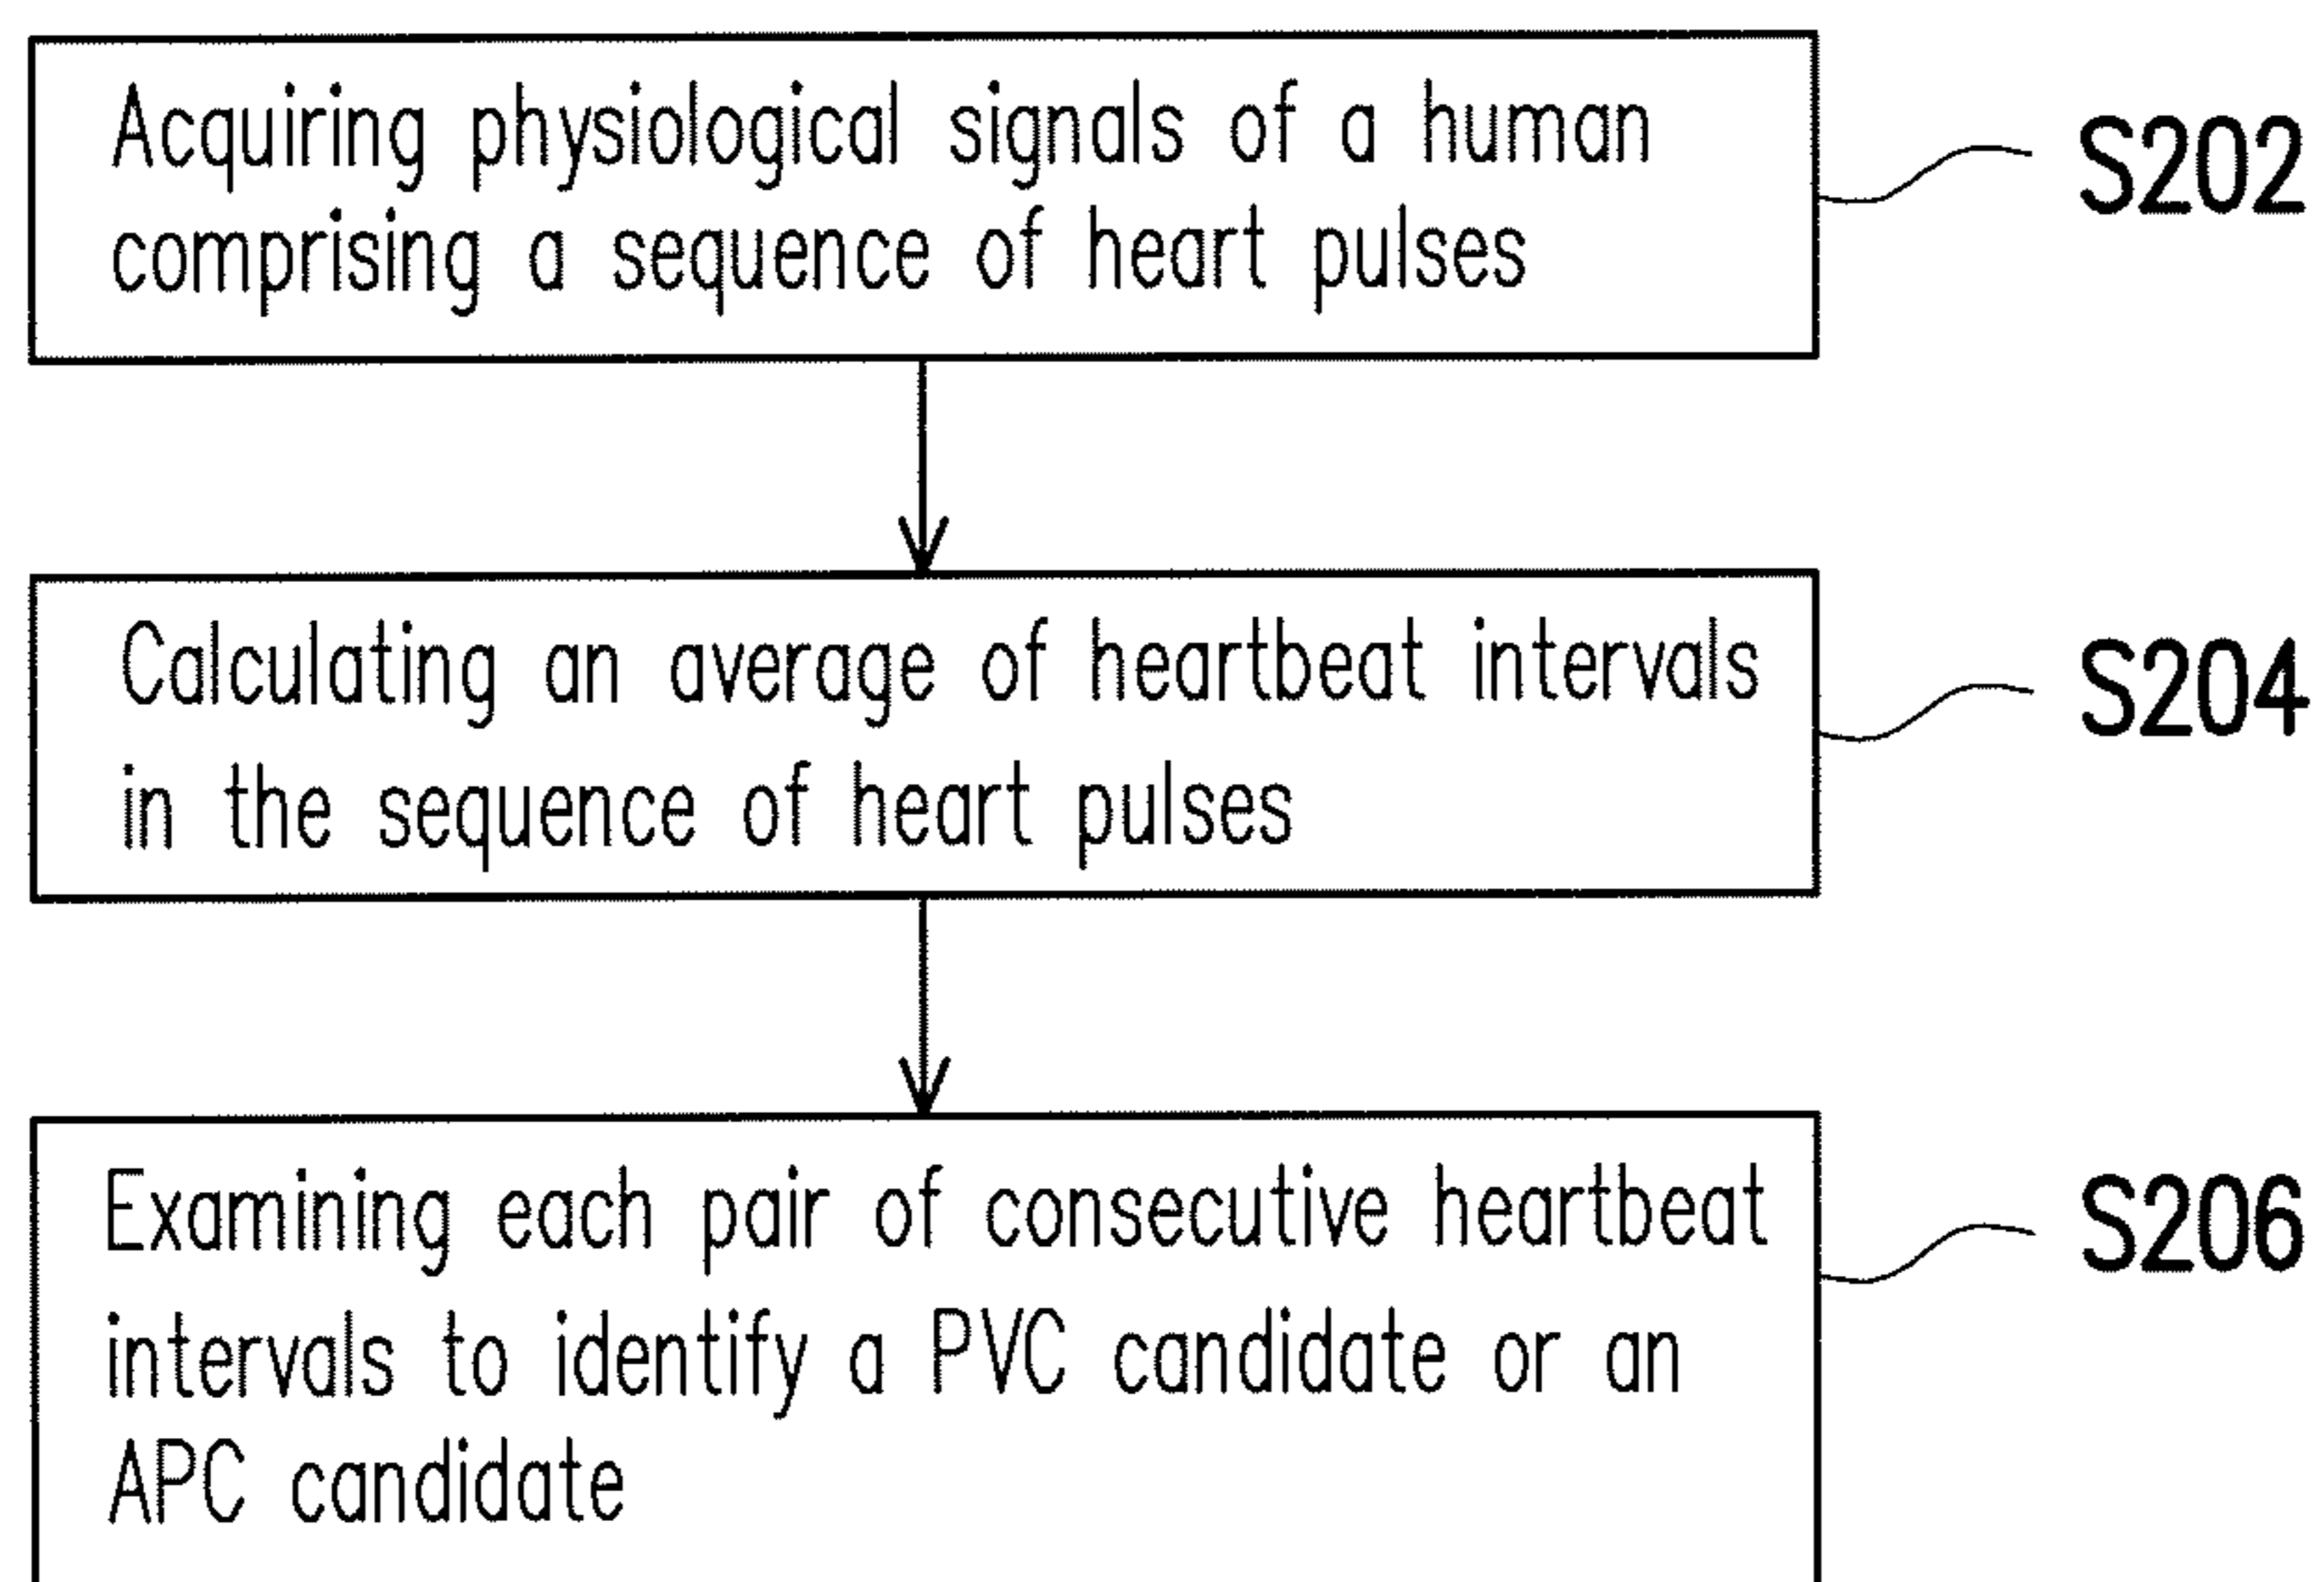 Acquiring physiological signals of a human
comprising a sequence of heart pulses
S202
Calculating an average of heartbeat intervals
in the sequence of heart pulses
S204
Examining each pair of consecutive heartbeat
intervals to identify a PVC candidate or an
APC candidate
S206